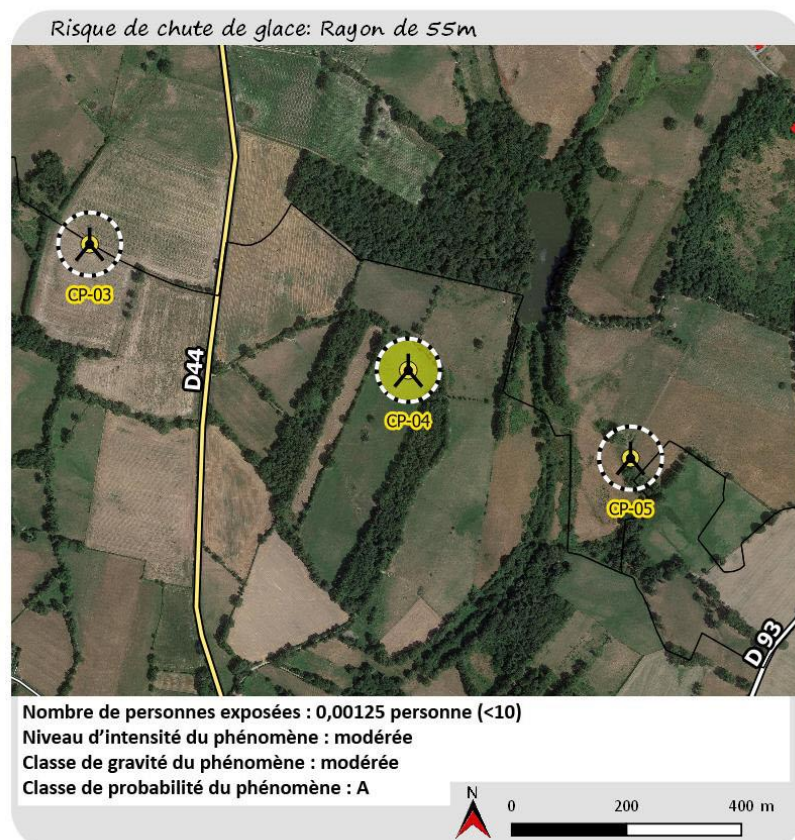 Risque de chute de glace: Rayon de 55m
CP-03
D44
CP-04
CP-05
D 93
Nombre de personnes exposées : 0,00125 personne (<10)
Niveau d'intensité du phénomène : modérée
Classe de gravité du phénomène : modérée
Classe de probabilité du phénomène : A
N
0 200 400 m